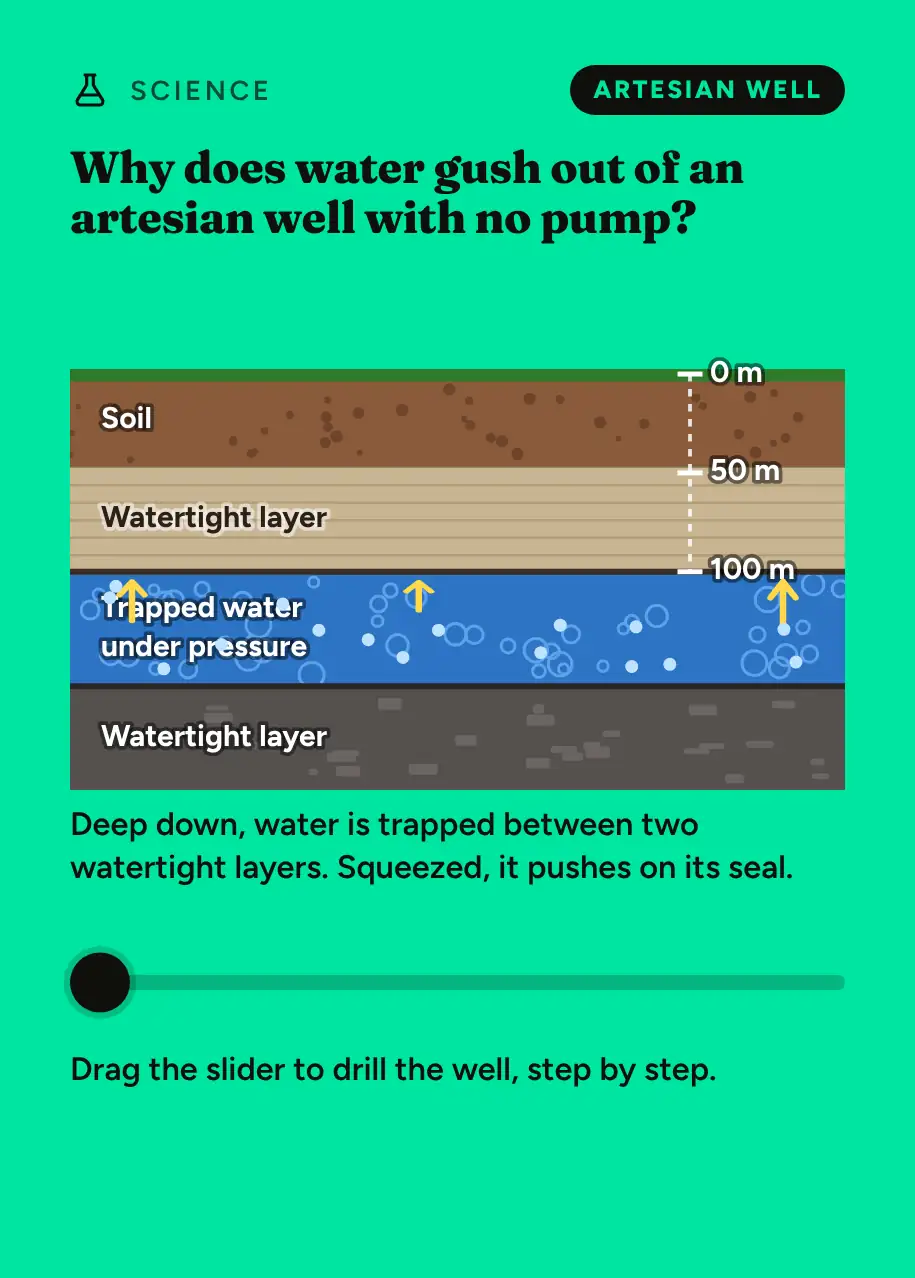 SCIENCE
ARTESIAN WELL
Why does water gush out of an
artesian well with no pump?
0 m
Soil
50 m
Watertight layer
100 m
Trapped water
under pressure
Watertight layer
Deep down, water is trapped between two
watertight layers. Squeezed, it pushes on its seal.
Drag the slider to drill the well, step by step.